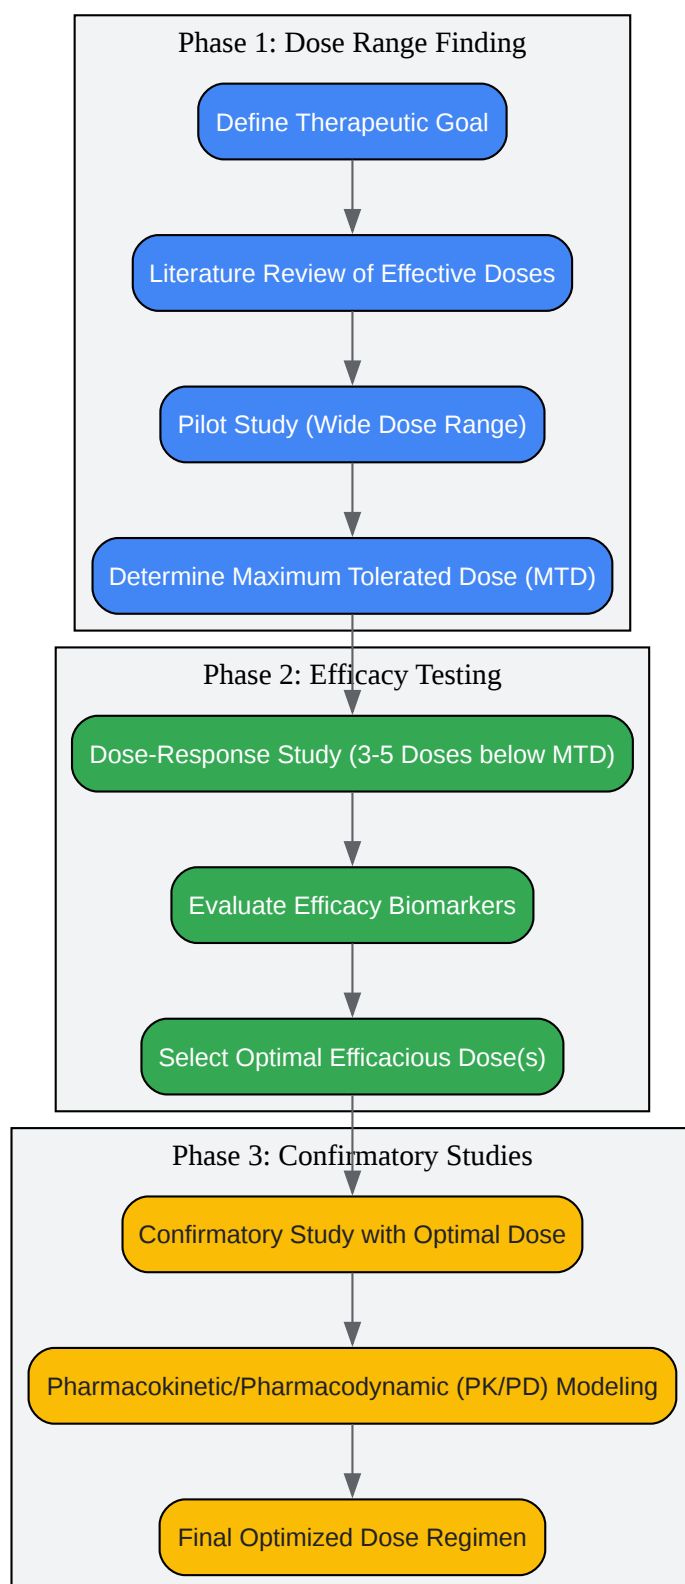 Phase 1: Dose Range Finding
Define Therapeutic Goal
Literature Review of Effective Doses
Pilot Study (Wide Dose Range)
Determine Maximum Tolerated Dose (MTD)
Phase 2: Efficacy Testing
Dose-Response Study (3-5 Doses below MTD)
Evaluate Efficacy Biomarkers
Select Optimal Efficacious Dose(s)
Phase 3: Confirmatory Studies
Confirmatory Study with Optimal Dose
Pharmacokinetic/Pharmacodynamic (PK/PD) Modeling
Final Optimized Dose Regimen